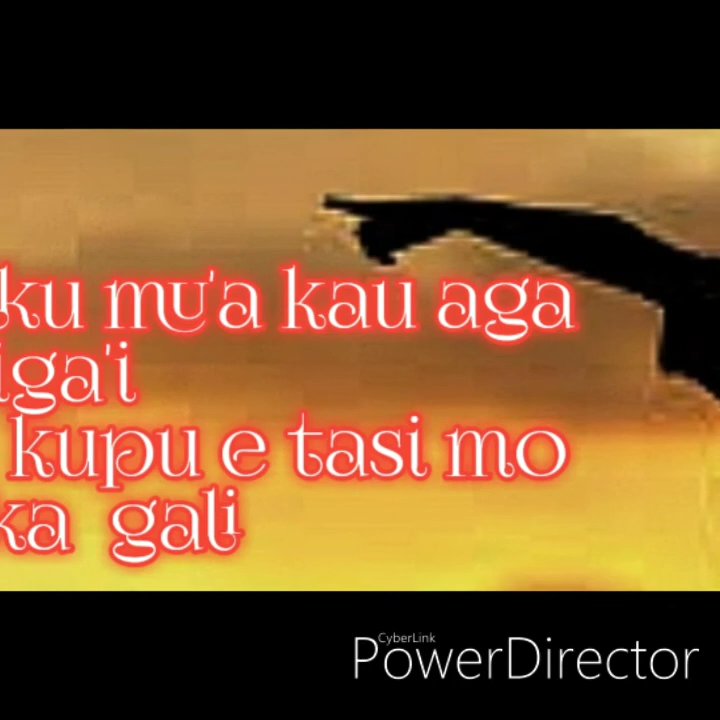 ku mu'a kau aga
iga'i
kupu e tasi mo
ka gali
CyberLink
PowerDirector